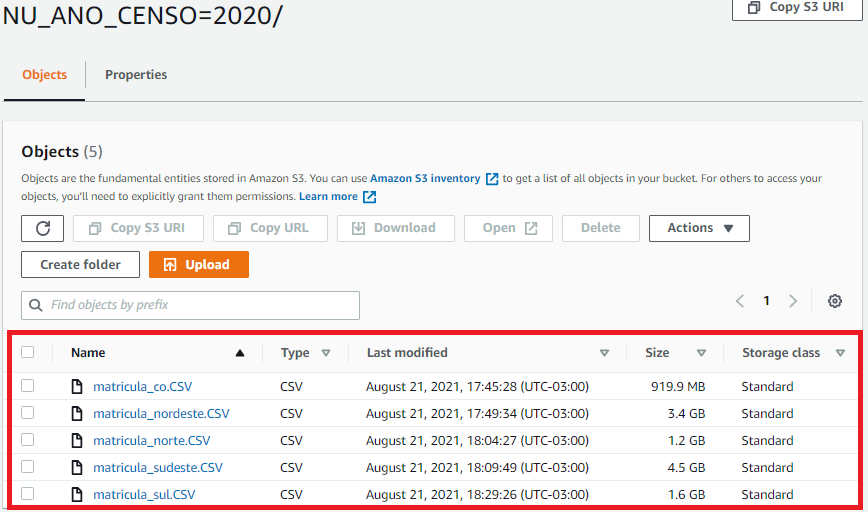 NU_ANO_CENSO=2020/
Copy S3 URI
Objects Properties
Objects (5)
Objects are the fundamental entities stored in Amazon S3. You can use Amazon S3 inventory to get a list of all objects in your bucket. For others to access your
objects, you'll need to explicitly grant them permissions. Learn more
Copy S3 URI Copy URL Download Open Delete Actions
Create folder Upload
Find objects by prefix
1
Name Type Last modified Size Storage class
matricula_co.CSV CSV August 21, 2021, 17:45:28 (UTC-03:00) 919.9 MB Standard
matricula_nordeste.CSV CSV August 21, 2021, 17:49:34 (UTC-03:00) 3.4 GB Standard
matricula_norte.CSV CSV August 21, 2021, 18:04:27 (UTC-03:00) 1.2 GB Standard
matricula_sudeste.CSV CSV August 21, 2021, 18:09:49 (UTC-03:00) 4.5 GB Standard
matricula_sul.CSV CSV August 21, 2021, 18:29:26 (UTC-03:00) 1.6 GB Standard